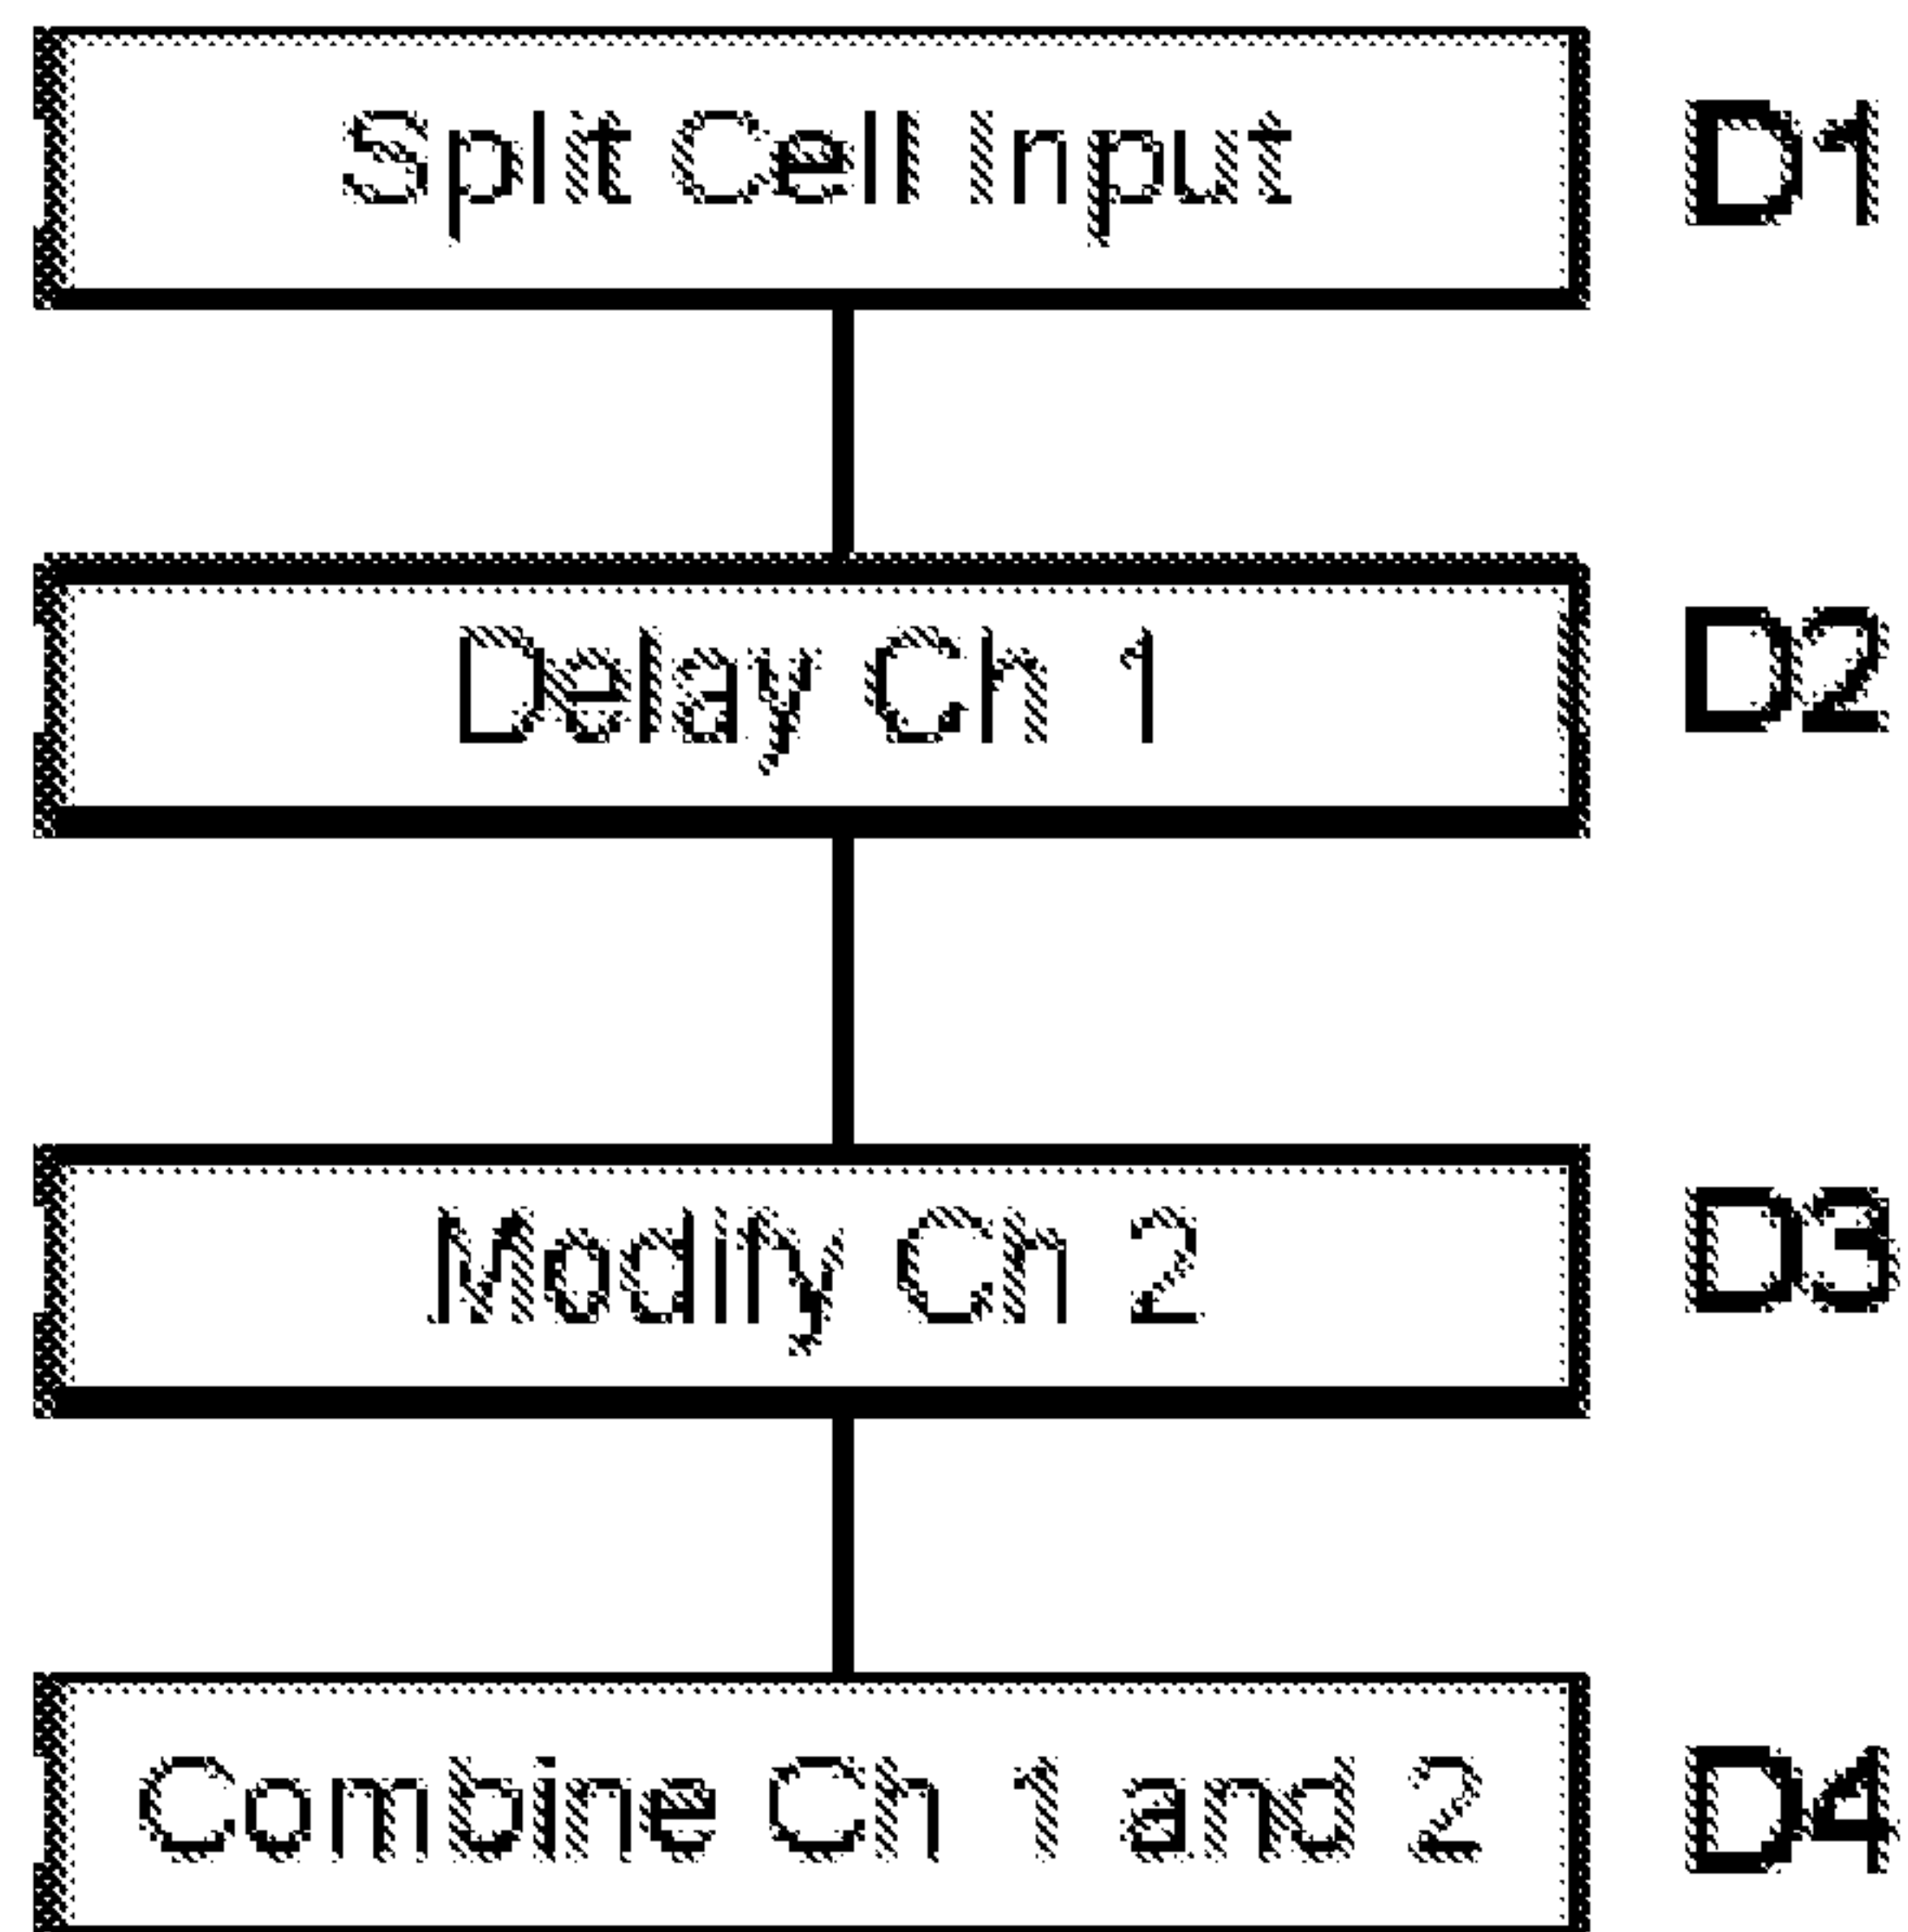 Split Cell Input D1
Delay Ch 1 D2
Modify Ch 2 D3
Combine Ch 1 and 2 D4